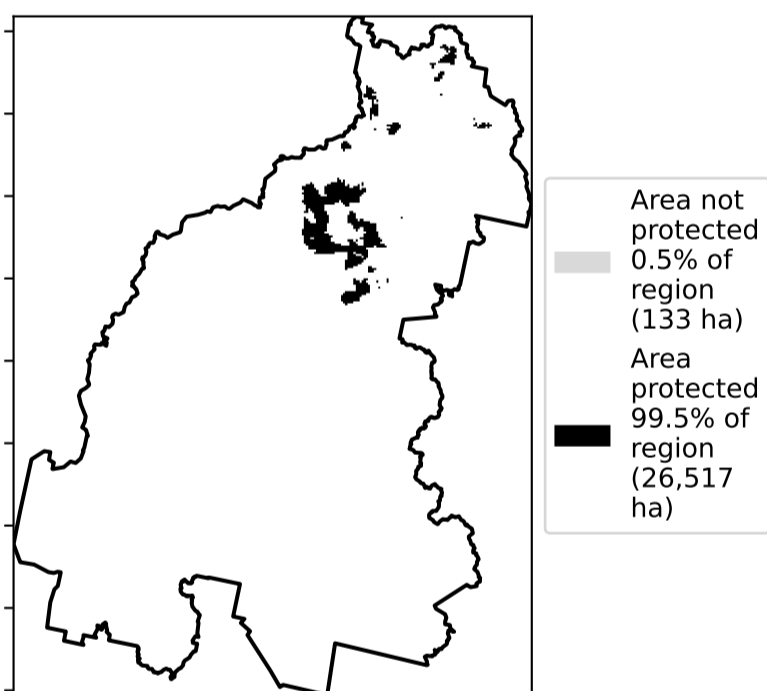 Area not
protected
0.5% of
region
(133 ha)
Area
protected
99.5% of
region
(26,517
ha)